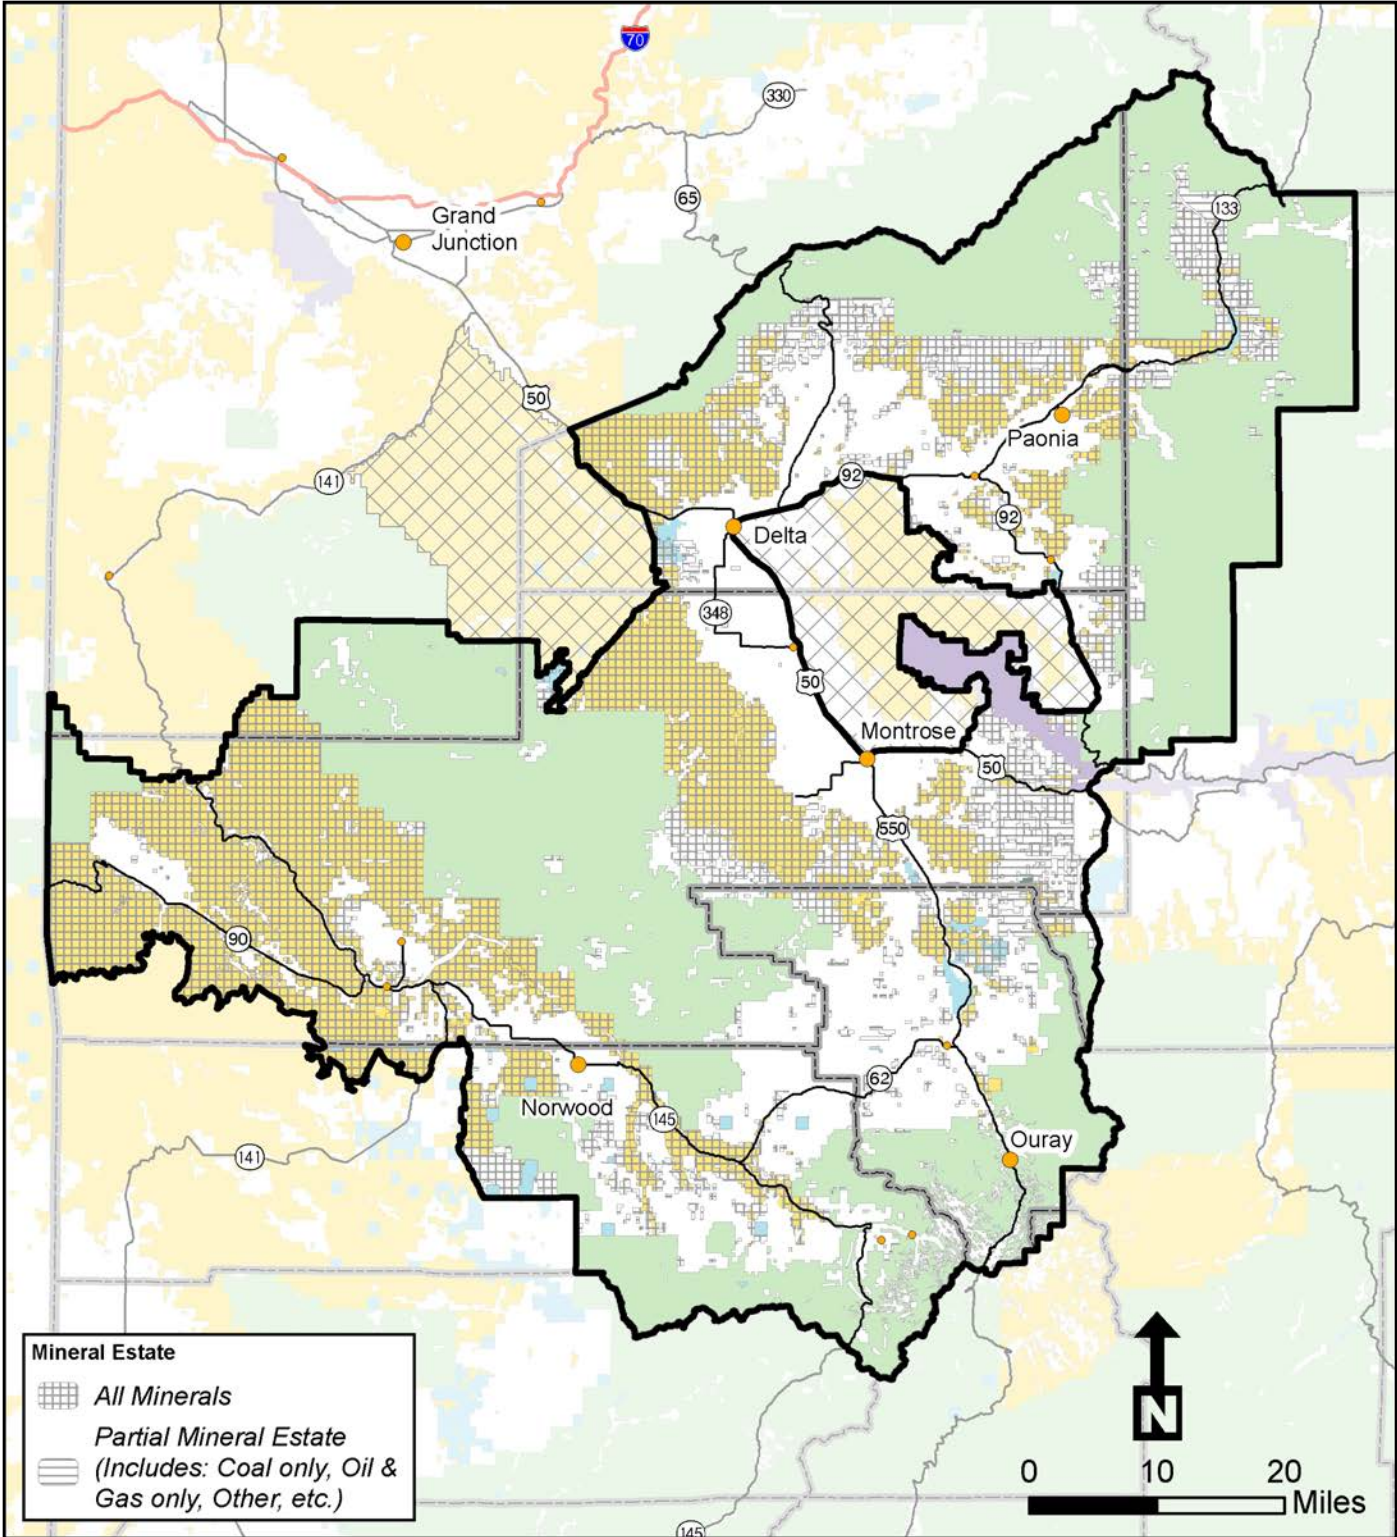 70
330
65
133
Grand
Junction
50
141
Paonia
92
92
Delta
348
50
Montrose
50
550
90
62
Norwood
145
Ouray
141
Mineral Estate
All Minerals
Partial Mineral Estate
(Includes: Coal only, Oil &
Gas only, Other, etc.)
N
0 10 20
Miles
145